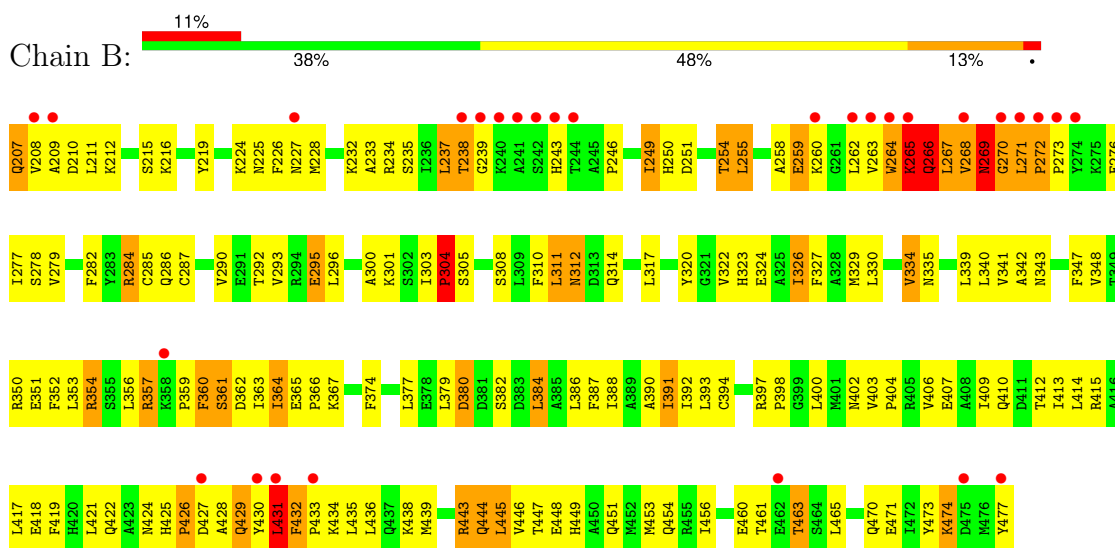 11%
Chain B:
38% 48% 13% •
Q207 V208 A209 D210 L211 K212 S215 K216 Y219 K224 N225 F226 N227 M228 K232 A233 R234 S235 I236 L237 T238 G239 K240 A241 S242 H243 T244 A245 P246 I249 H250 D251 T254 L255 A258 E259 K260 G261 L262 V263 W264 K265 Q266 L267 V268 N269 G270 L271 P272 P273 Y274 K275 E276
I277 S278 V279 F282 Y283 R284 C285 Q286 C287 V290 E291 T292 V293 R294 E295 L296 A300 K301 S302 I303 P304 S305 S308 L309 F310 L311 N312 D313 Q314 L317 Y320 G321 V322 H323 E324 A325 I326 F327 A328 M329 L330 V334 N335 L339 L340 V341 A342 N343 F347 V348 T349
R350 E351 F352 L353 R354 S355 L356 R357 K358 P359 F360 S361 D362 I363 I364 E365 P366 K367 F374 L377 E378 L379 D380 D381 S382 D383 L384 A385 L386 F387 I388 A389 A390 I391 I392 L393 C394 R397 P398 G399 L400 M401 N402 V403 P404 R405 V406 E407 A408 I409 Q410 D411 T412 I413 L414 R415 A416
L417 E418 F419 H420 L421 Q422 A423 N424 H425 P426 D427 A428 Q429 Y430 L431 F432 P433 K434 L435 L436 Q437 K438 M439 R443 Q444 L445 V446 T447 E448 H449 A450 Q451 M452 M453 Q454 R455 I456 E460 T461 E462 T463 S464 L465 Q470 E471 I472 Y473 K474 D475 M476 Y477